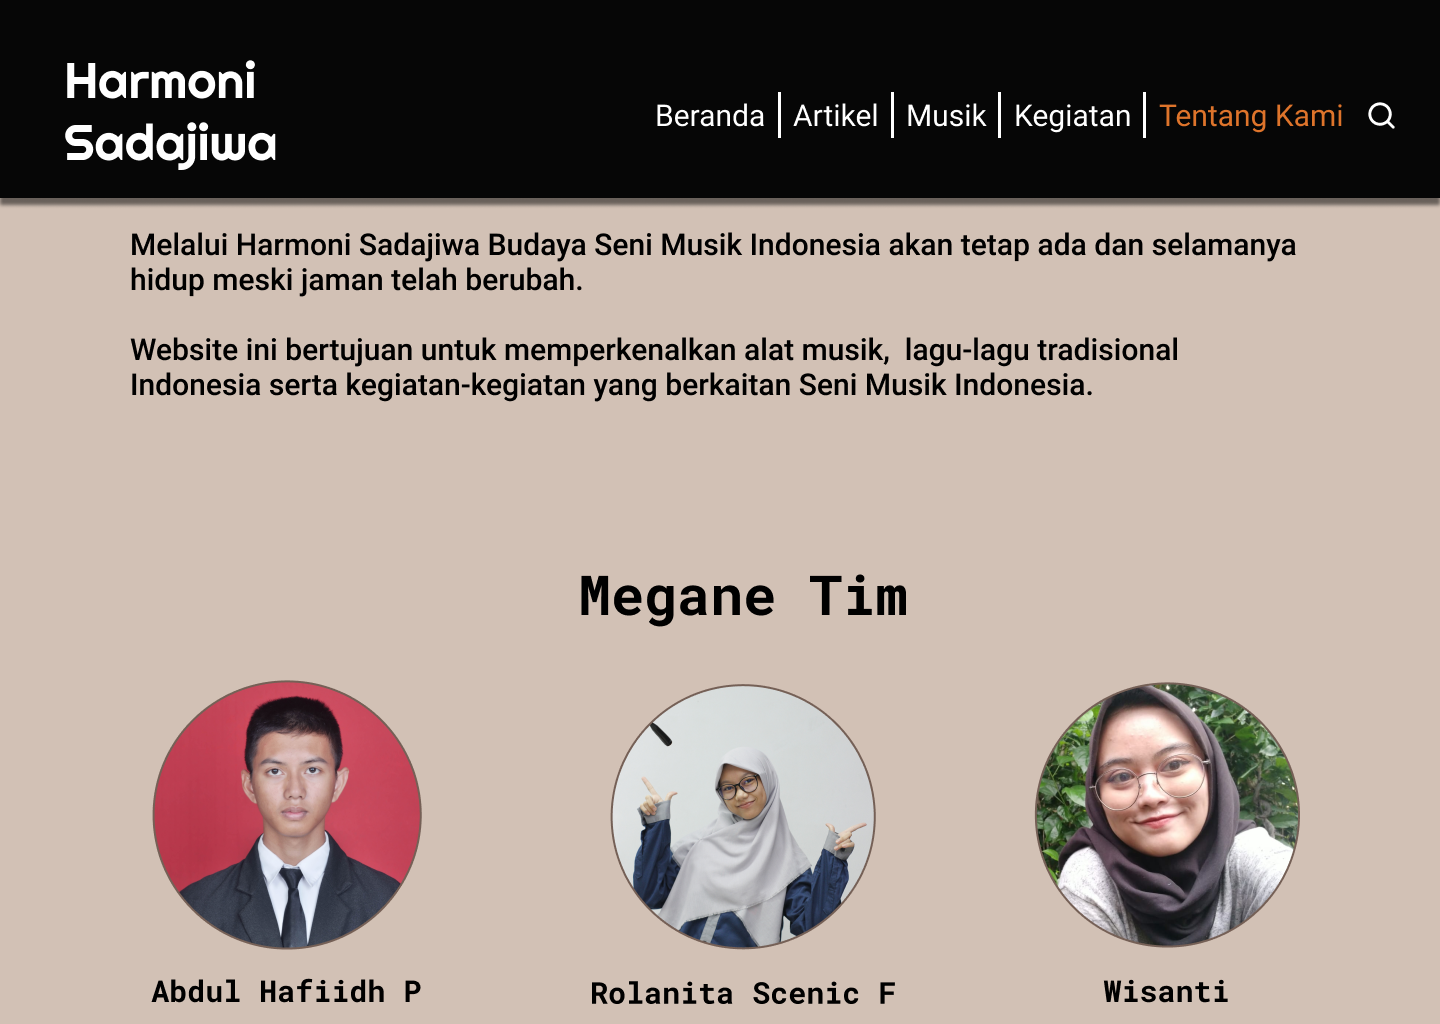 Harmoni
Sadajiwa
Beranda Artikel Musik Kegiatan Tentang Kami
Melalui Harmoni Sadajiwa Budaya Seni Musik Indonesia akan tetap ada dan selamanya
hidup meski jaman telah berubah.
Website ini bertujuan untuk memperkenalkan alat musik,  lagu-lagu tradisional
Indonesia serta kegiatan-kegiatan yang berkaitan Seni Musik Indonesia.
Megane Tim
Abdul Hafiidh P
Rolanita Scenic F
Wisanti